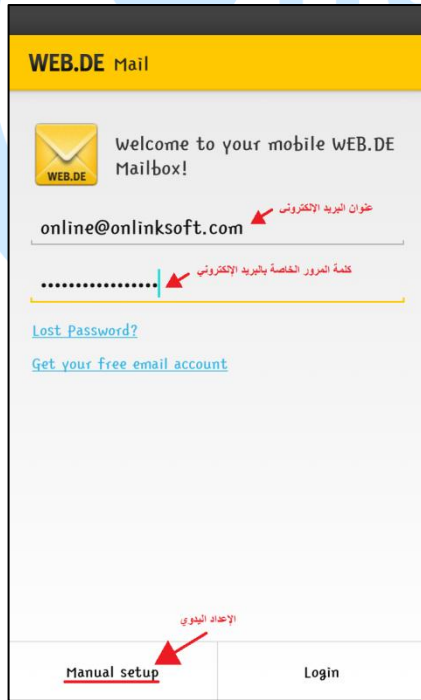 WEB.DE Mail
Welcome to your mobile WEB.DE
Mailbox!
WEB.DE
عنوان البريد الالكترونى
online@onlinksoft.com
كلمة المرور الخاصة بالبريد الإلكتروني
••••••••••••••••
Lost Password?
Get your free email account
الإعداد اليدوي
Manual setup
Login